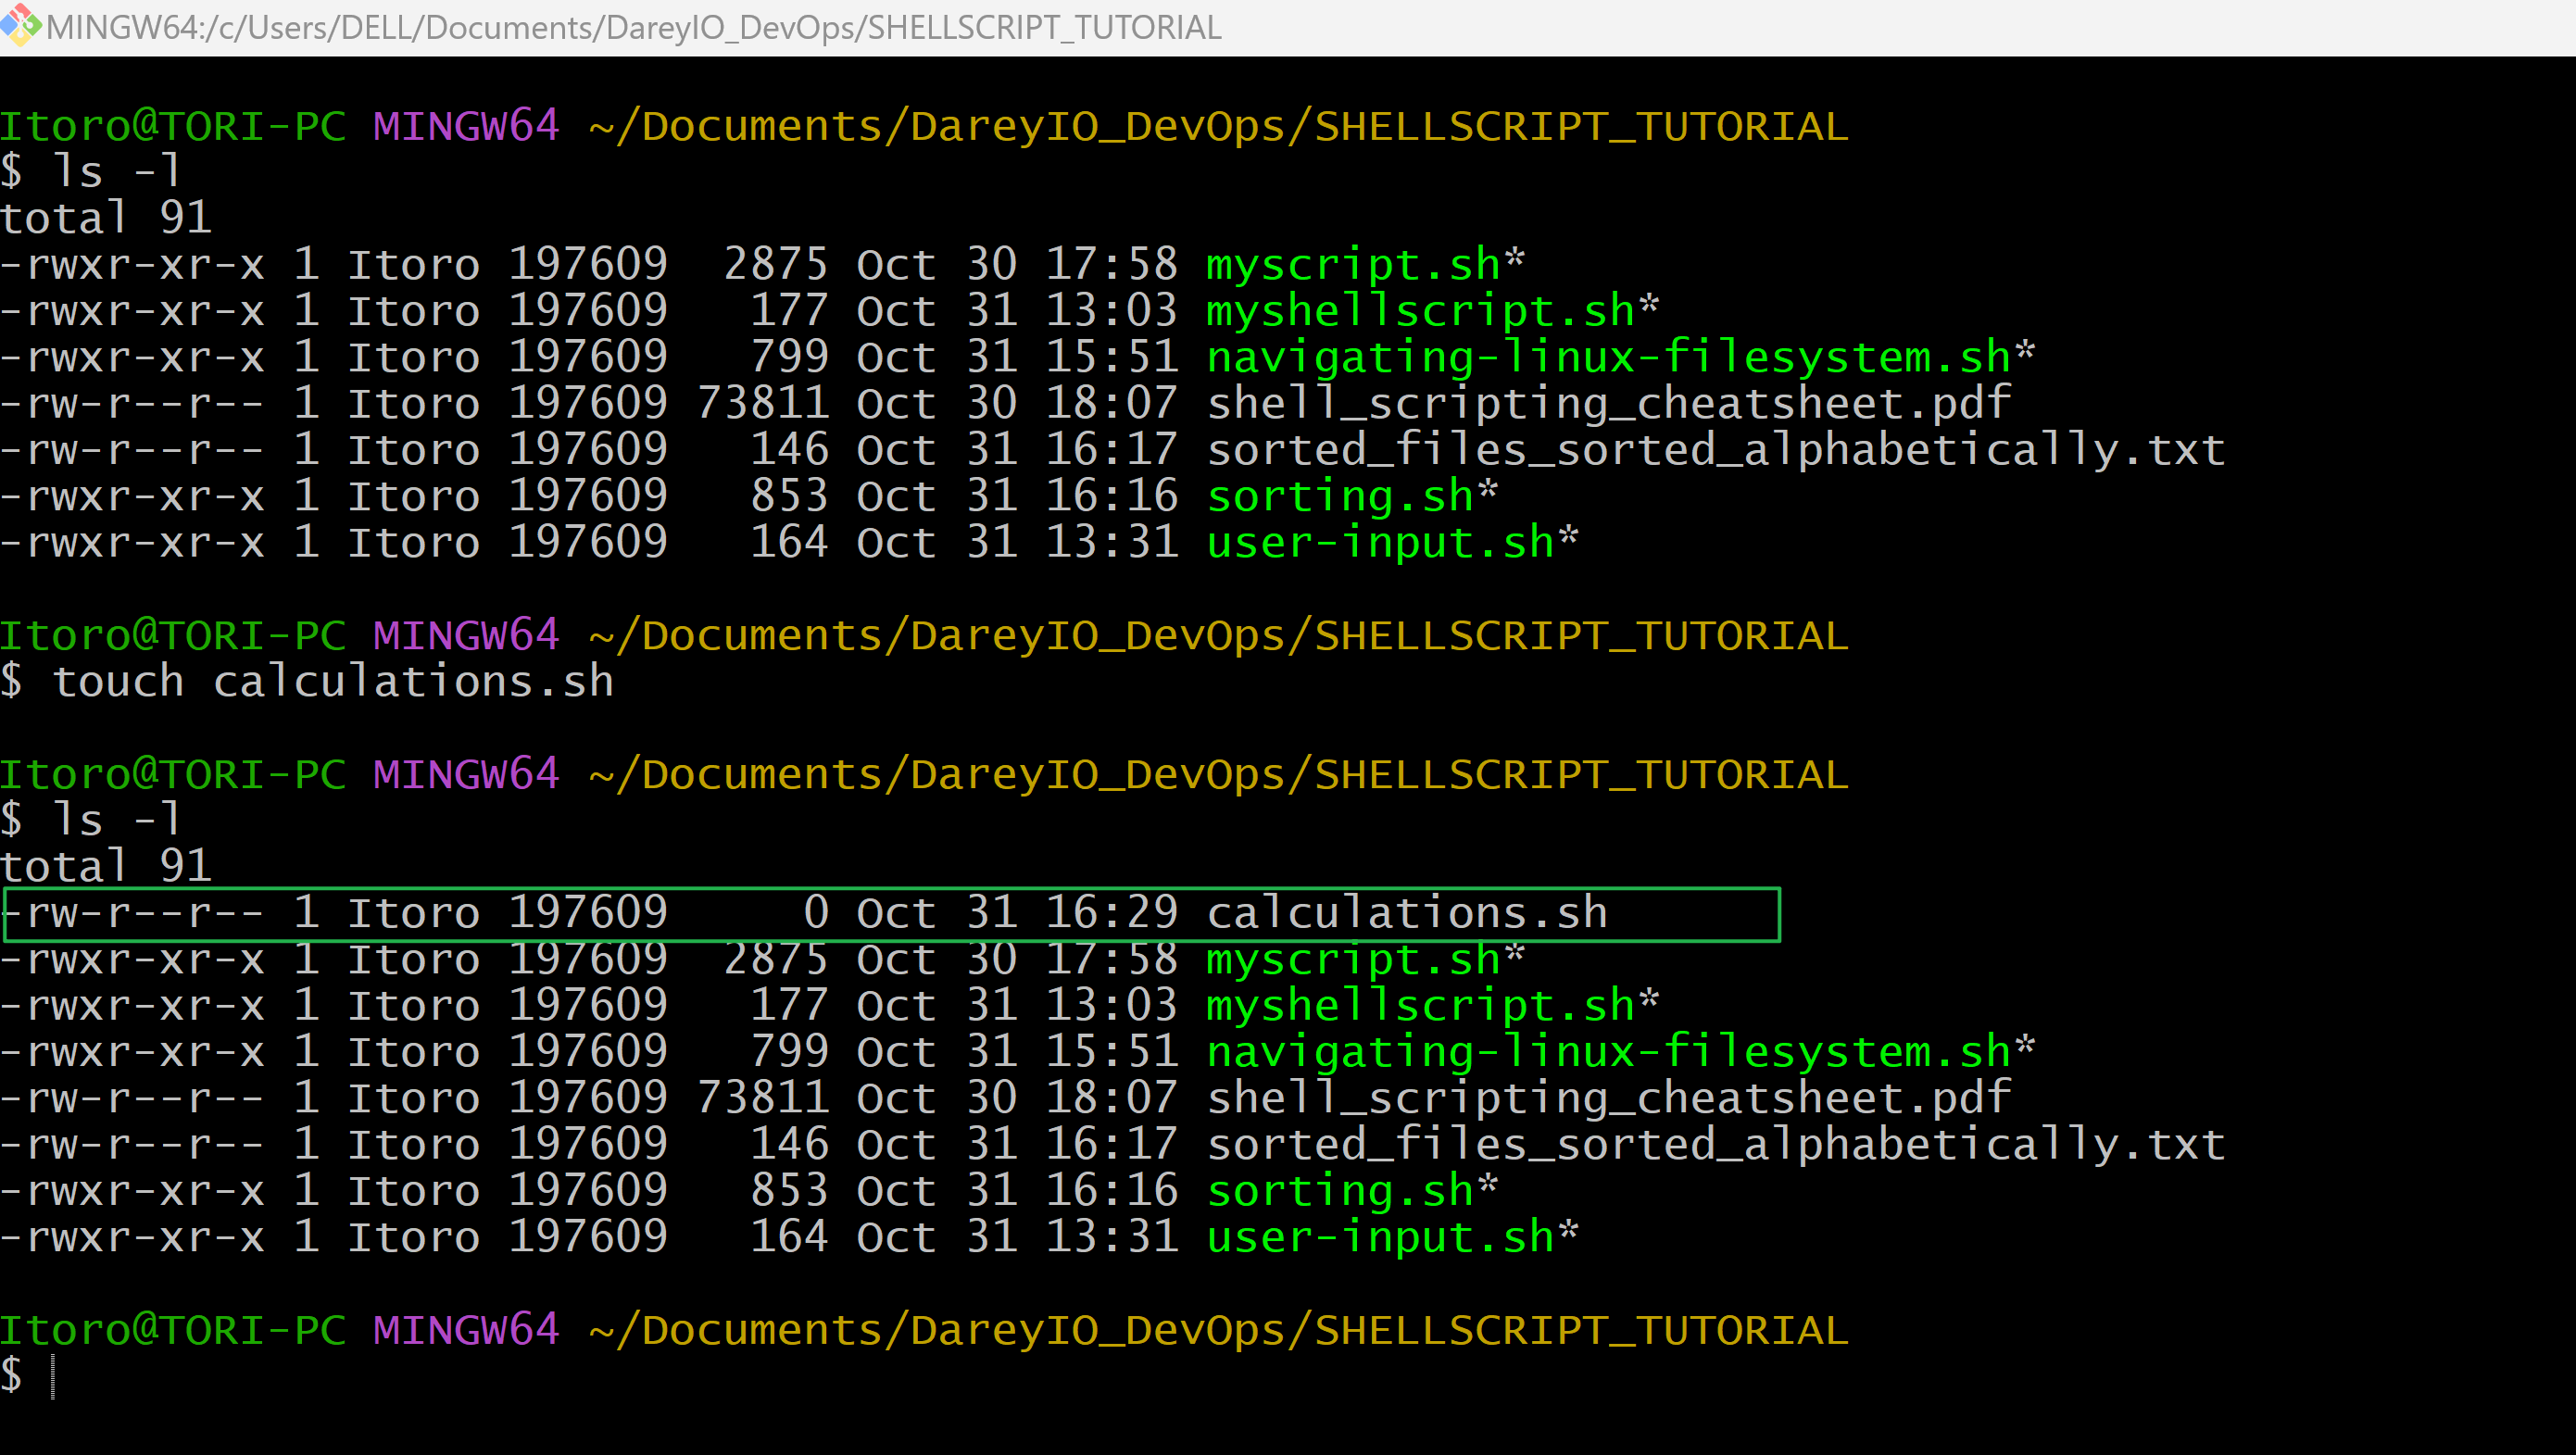 MINGW64:/c/Users/DELL/Documents/DareyIO_DevOps/SHELLSCRIPT_TUTORIAL
Itoro@TORI-PC MINGW64 ~/Documents/DareyIO_DevOps/SHELLSCRIPT_TUTORIAL
$ ls -l
total 91
-rwxr-xr-x 1 Itoro 197609  2875 Oct 30 17:58 myscript.sh*
-rwxr-xr-x 1 Itoro 197609   177 Oct 31 13:03 myshellscript.sh*
-rwxr-xr-x 1 Itoro 197609   799 Oct 31 15:51 navigating-linux-filesystem.sh*
-rw-r--r-- 1 Itoro 197609 73811 Oct 30 18:07 shell_scripting_cheatsheet.pdf
-rw-r--r-- 1 Itoro 197609   146 Oct 31 16:17 sorted_files_sorted_alphabetically.txt
-rwxr-xr-x 1 Itoro 197609   853 Oct 31 16:16 sorting.sh*
-rwxr-xr-x 1 Itoro 197609   164 Oct 31 13:31 user-input.sh*
Itoro@TORI-PC MINGW64 ~/Documents/DareyIO_DevOps/SHELLSCRIPT_TUTORIAL
$ touch calculations.sh
Itoro@TORI-PC MINGW64 ~/Documents/DareyIO_DevOps/SHELLSCRIPT_TUTORIAL
$ ls -l
total 91
-rw-r--r-- 1 Itoro 197609     0 Oct 31 16:29 calculations.sh
-rwxr-xr-x 1 Itoro 197609  2875 Oct 30 17:58 myscript.sh*
-rwxr-xr-x 1 Itoro 197609   177 Oct 31 13:03 myshellscript.sh*
-rwxr-xr-x 1 Itoro 197609   799 Oct 31 15:51 navigating-linux-filesystem.sh*
-rw-r--r-- 1 Itoro 197609 73811 Oct 30 18:07 shell_scripting_cheatsheet.pdf
-rw-r--r-- 1 Itoro 197609   146 Oct 31 16:17 sorted_files_sorted_alphabetically.txt
-rwxr-xr-x 1 Itoro 197609   853 Oct 31 16:16 sorting.sh*
-rwxr-xr-x 1 Itoro 197609   164 Oct 31 13:31 user-input.sh*
Itoro@TORI-PC MINGW64 ~/Documents/DareyIO_DevOps/SHELLSCRIPT_TUTORIAL
$